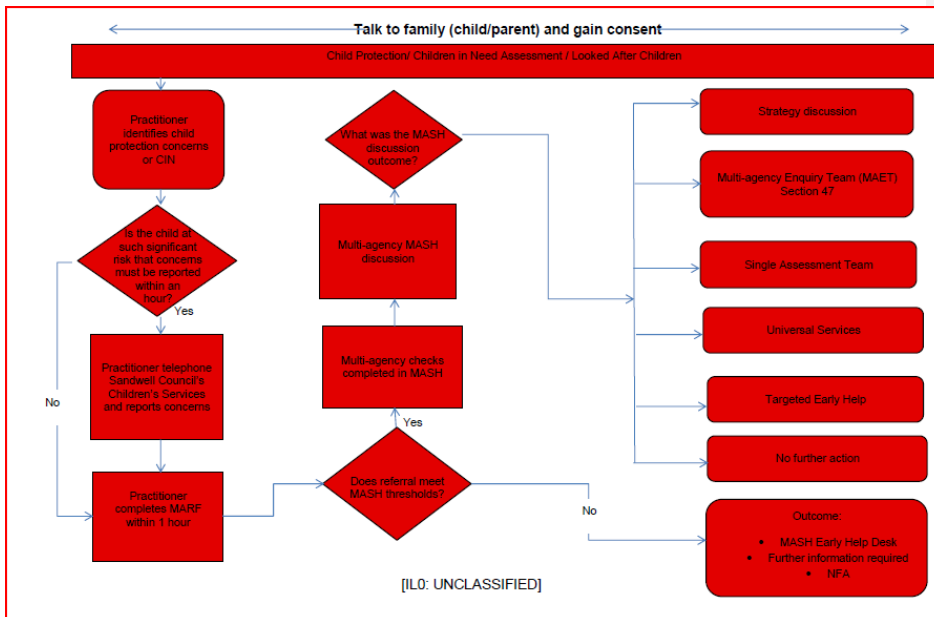 Talk to family (child/parent) and gain consent
Child Protection/ Children in Need Assessment / Looked After Children
Practitioner
identifies child
protection concerns
or CIN
Is the child at
such significant
risk that concerns
must be reported
within an
hour?
Yes
No
Practitioner telephone
Sandwell Council's
Children's Services
and reports concerns
Practitioner
completes MARF
within 1 hour
What was the MASH
discussion
outcome?
Multi-agency MASH
discussion
Multi-agency checks
completed in MASH
Yes
Does referral meet
MASH thresholds?
No
Strategy discussion
Multi-agency Enquiry Team (MAET)
Section 47
Single Assessment Team
Universal Services
Targeted Early Help
No further action
Outcome:
• MASH Early Help Desk
• Further information required
• NFA
[IL0: UNCLASSIFIED]